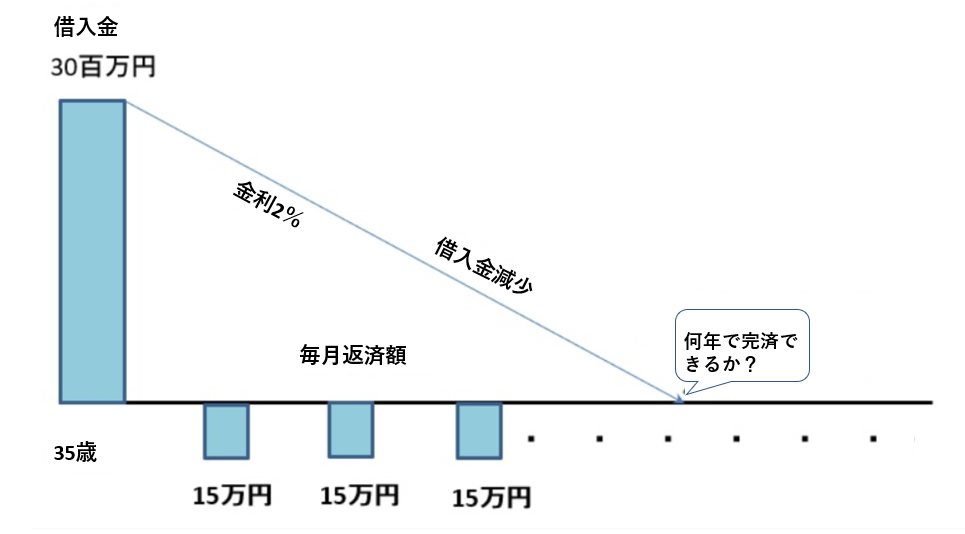 借入金
30百万円
金利2%
借入金減少
何年で完済で
きるか？
毎月返済額
35歳
15万円
15万円
15万円